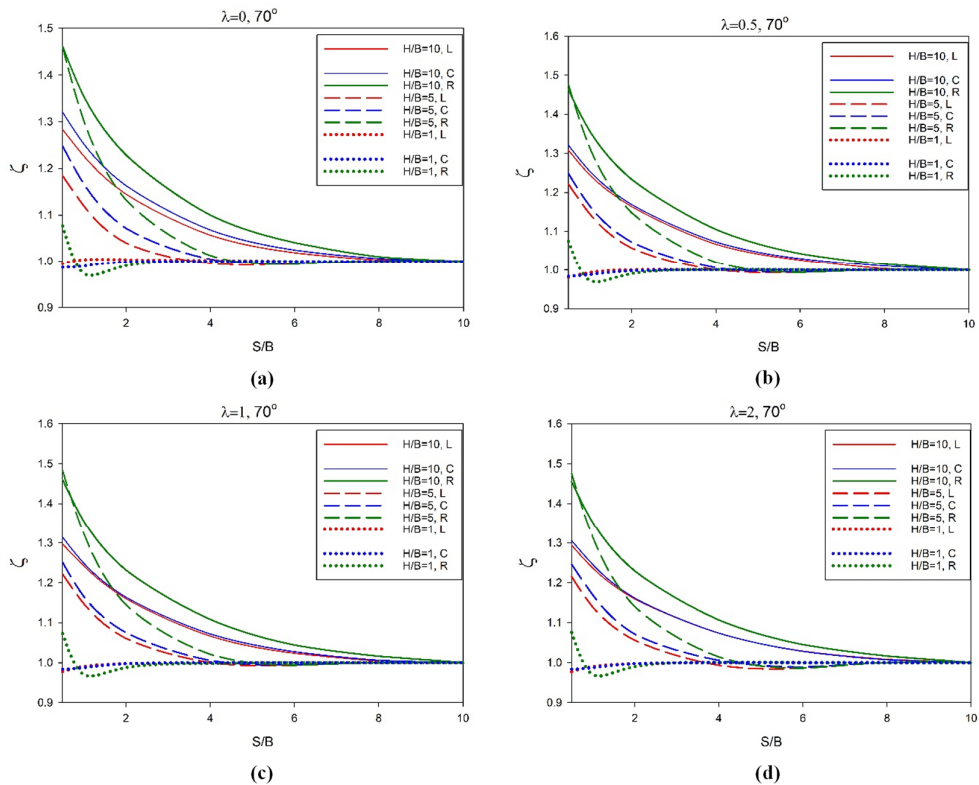 λ=0, 70°
1.5
1.4
1.3
1.2
1.1
1.0
0.9
ζ
2 4 6 8 10
S/B
H/B=10, L
H/B=10, C
H/B=10, R
H/B=5, L
H/B=5, C
H/B=5, R
H/B=1, L
H/B=1, C
H/B=1, R
(a)
λ=0.5, 70°
1.6
1.5
1.4
1.3
1.2
1.1
1.0
0.9
ζ
2 4 6 8 10
S/B
H/B=10, L
H/B=10, C
H/B=10, R
H/B=5, L
H/B=5, C
H/B=5, R
H/B=1, L
H/B=1, C
H/B=1, R
(b)
λ=1, 70°
1.6
1.5
1.4
1.3
1.2
1.1
1.0
0.9
ζ
2 4 6 8 10
S/B
H/B=10, L
H/B=10, C
H/B=10, R
H/B=5, L
H/B=5, C
H/B=5, R
H/B=1, L
H/B=1, C
H/B=1, R
(c)
λ=2, 70°
1.6
1.5
1.4
1.3
1.2
1.1
1.0
0.9
ζ
2 4 6 8 10
S/B
H/B=10, L
H/B=10, C
H/B=10, R
H/B=5, L
H/B=5, C
H/B=5, R
H/B=1, L
H/B=1, C
H/B=1, R
(d)